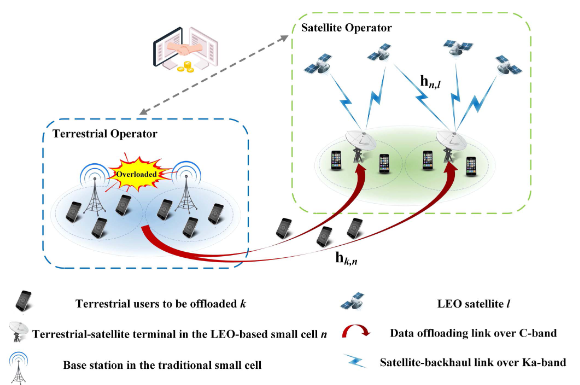 Satellite Operator
h_{n,l}
Terrestrial Operator
Overloaded
h_{k,n}
Terrestrial users to be offloaded k
LEO satellite l
Terrestrial-satellite terminal in the LEO-based small cell n
Data offloading link over C-band
Base station in the traditional small cell
Satellite-backhaul link over Ka-band